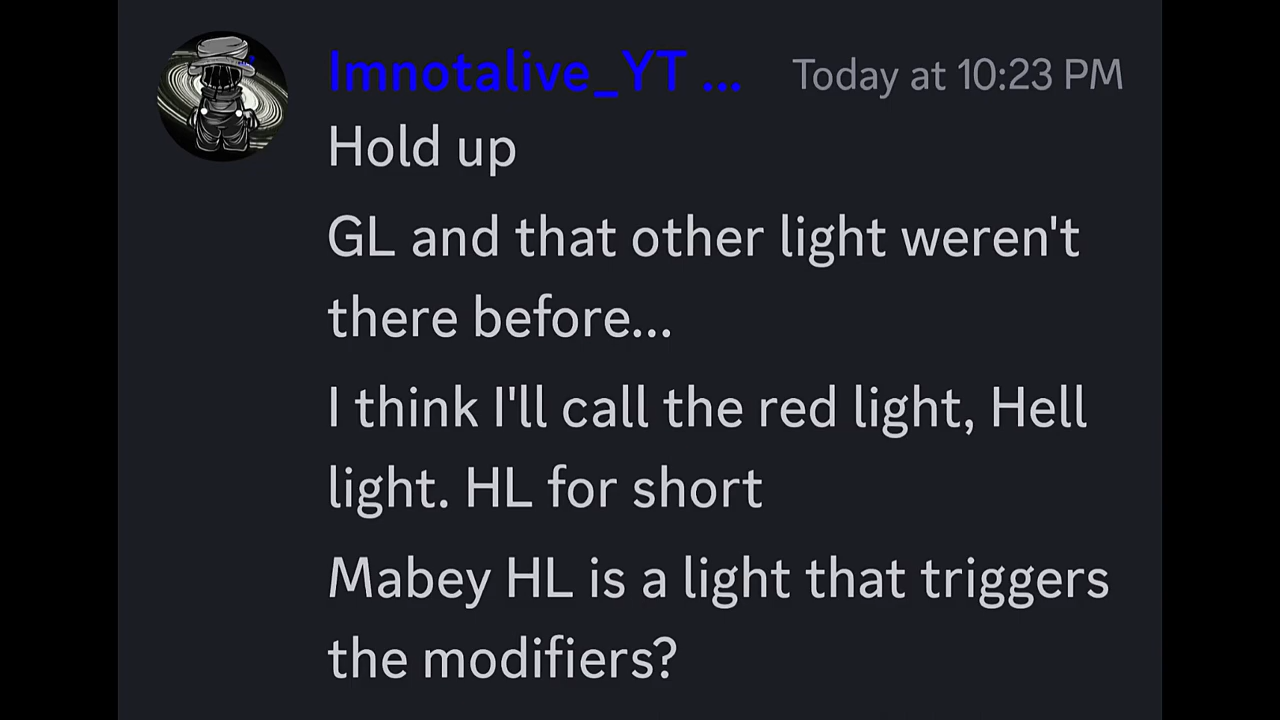 Imnotalive_YT ... Today at 10:23 PM
Hold up
GL and that other light weren't
there before...
I think I'll call the red light, Hell
light. HL for short
Mabey HL is a light that triggers
the modifiers?